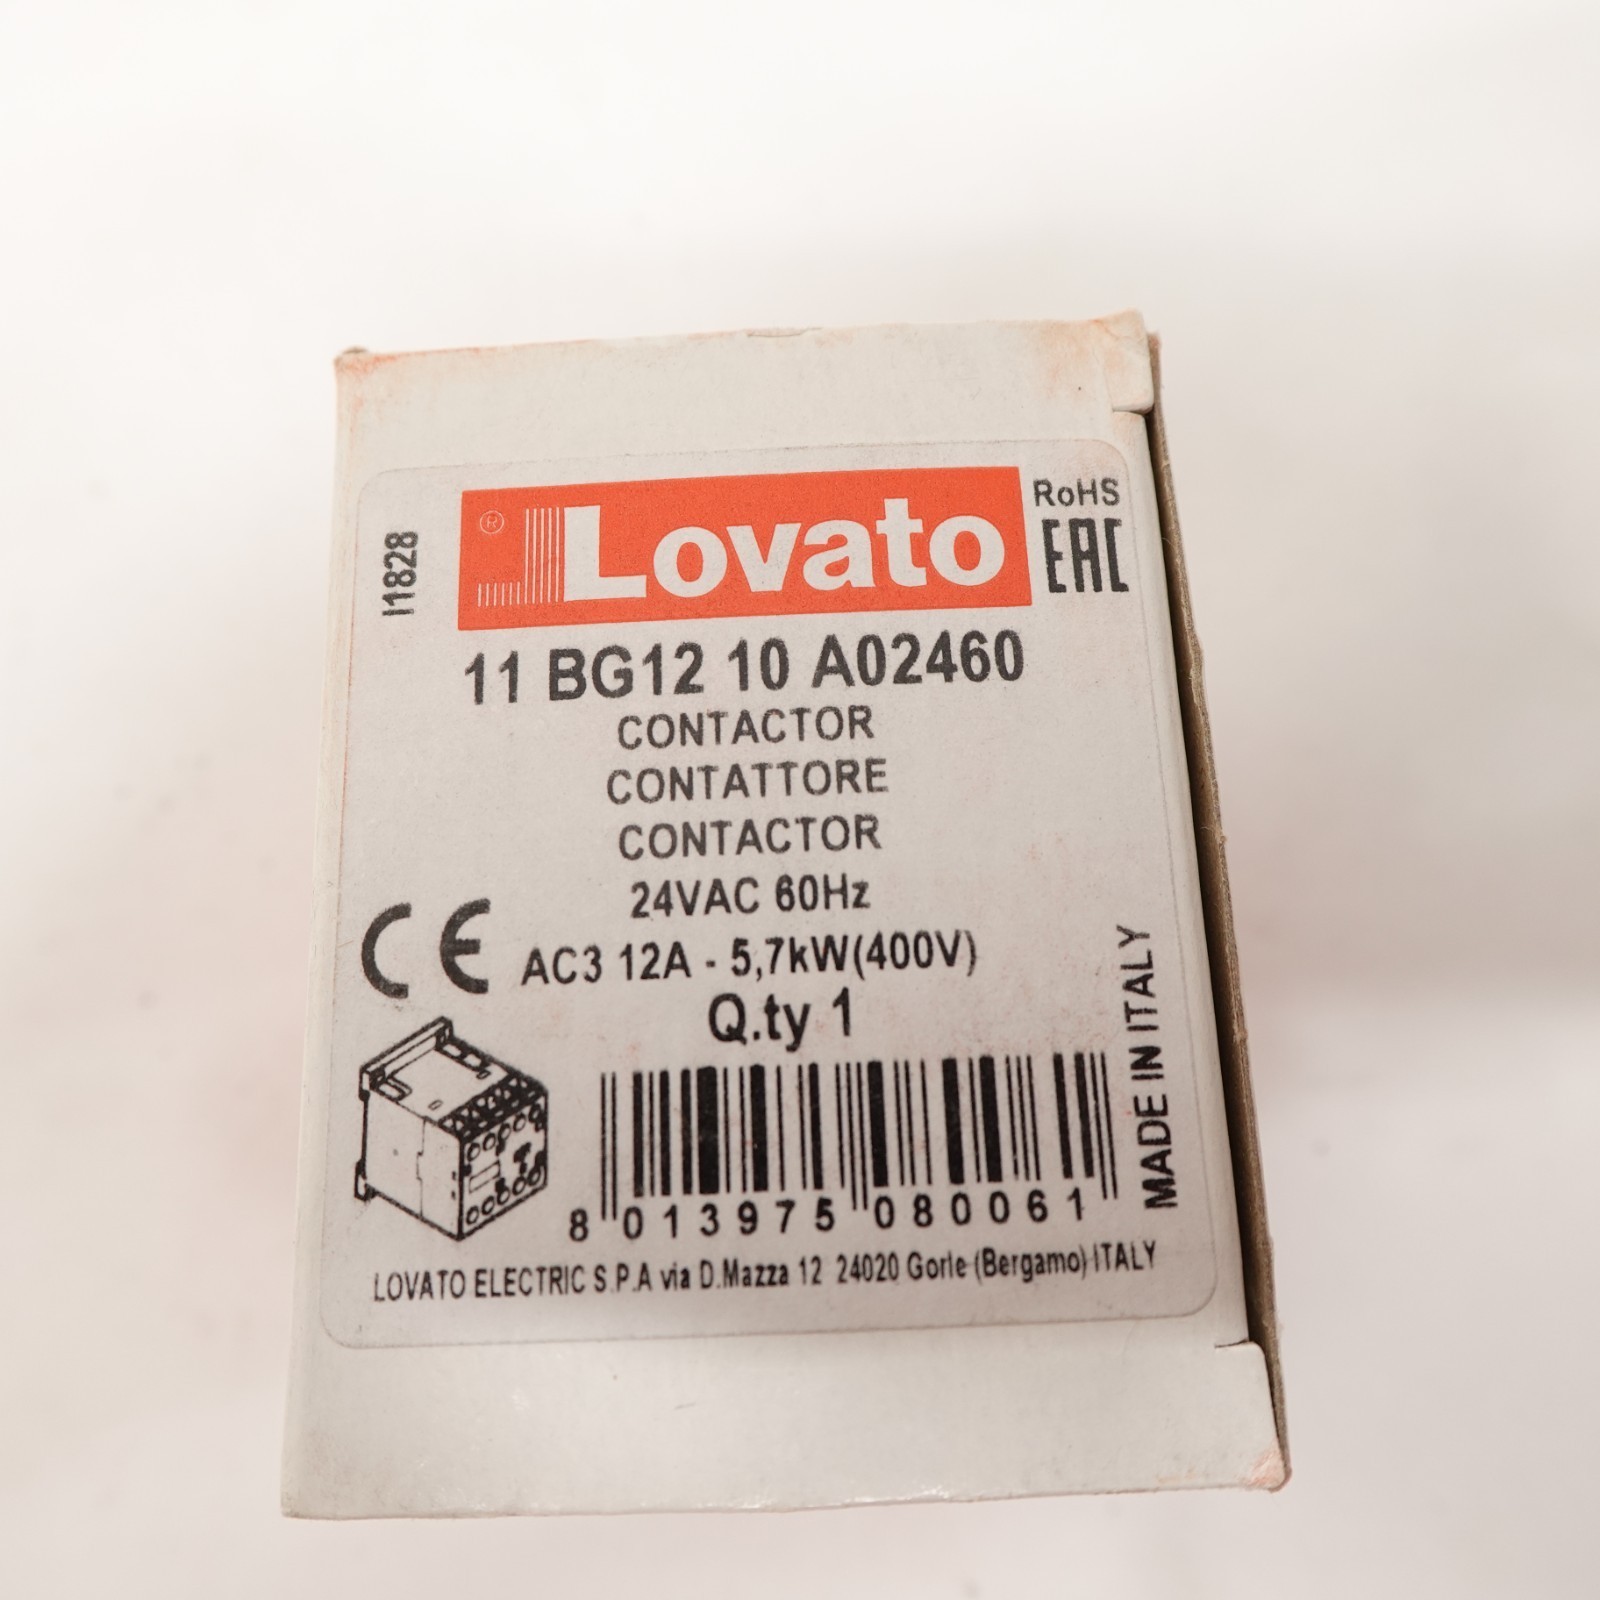 I1828
® Lovato
RoHS
EAC
11 BG12 10 A02460
CONTACTOR
CONTATTORE
CONTACTOR
24VAC 60Hz
CE
AC3 12A - 5,7kW(400V)
Q.ty 1
MADE IN ITALY
8 013975 080061
LOVATO ELECTRIC S.P.A via D.Mazza 12 24020 Gorle (Bergamo) ITALY